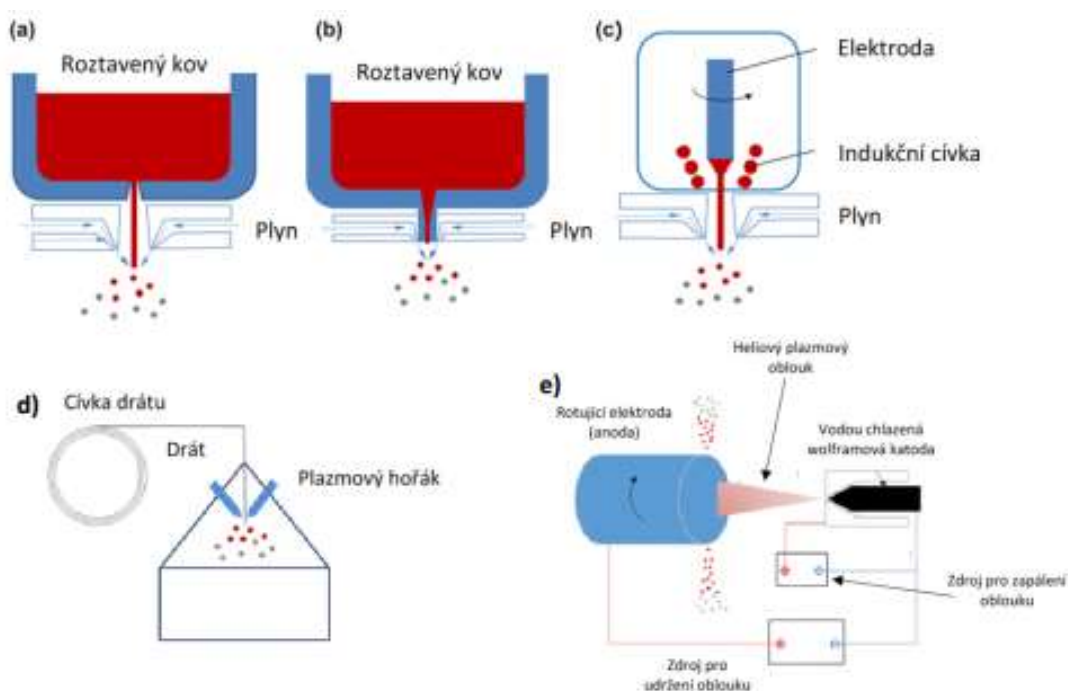 (a)
Roztavený kov
Plyn
(b)
Roztavený kov
Plyn
(c)
Elektroda
Indukční cívka
Plyn
d)
Cívka drátu
Drát
Plazmový hořák
e)
Heliový plazmový
oblouk
Rotující elektroda
(anoda)
Vodou chlazená
wolframová katoda
Zdroj pro zapálení
oblouku
Zdroj pro
udržení oblouku